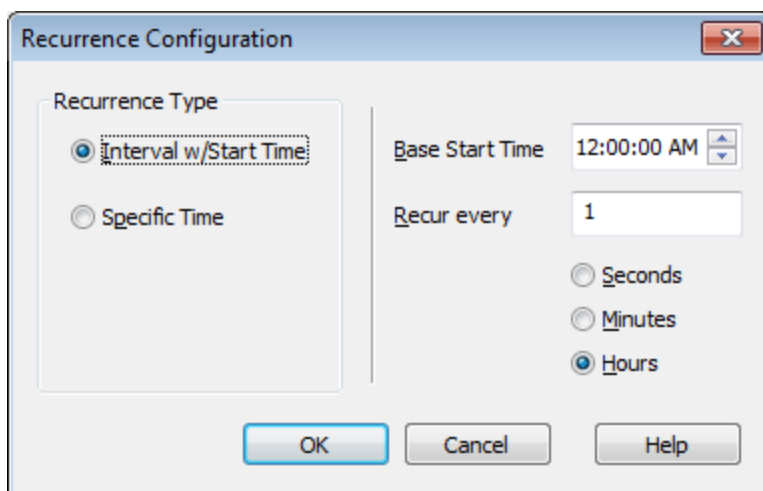 Recurrence Configuration
Recurrence Type
Interval w/Start Time
Specific Time
Base Start Time 12:00:00 AM
Recur every 1
Seconds
Minutes
Hours
OK Cancel Help